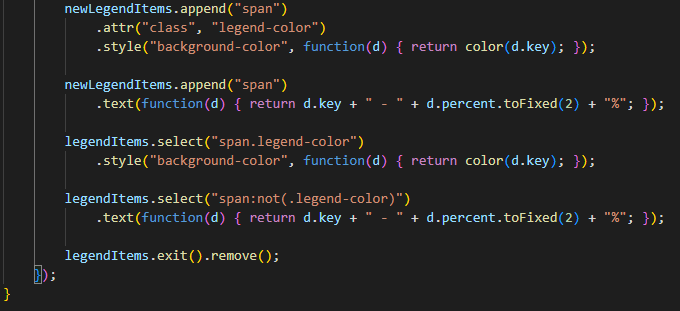 newLegendItems.append("span")
.attr("class", "legend-color")
.style("background-color", function(d) { return color(d.key); });
newLegendItems.append("span")
.text(function(d) { return d.key + " - " + d.percent.toFixed(2) + "%"; });
legendItems.select("span.legend-color")
.style("background-color", function(d) { return color(d.key); });
legendItems.select("span:not(.legend-color)")
.text(function(d) { return d.key + " - " + d.percent.toFixed(2) + "%"; });
legendItems.exit().remove();
});
}